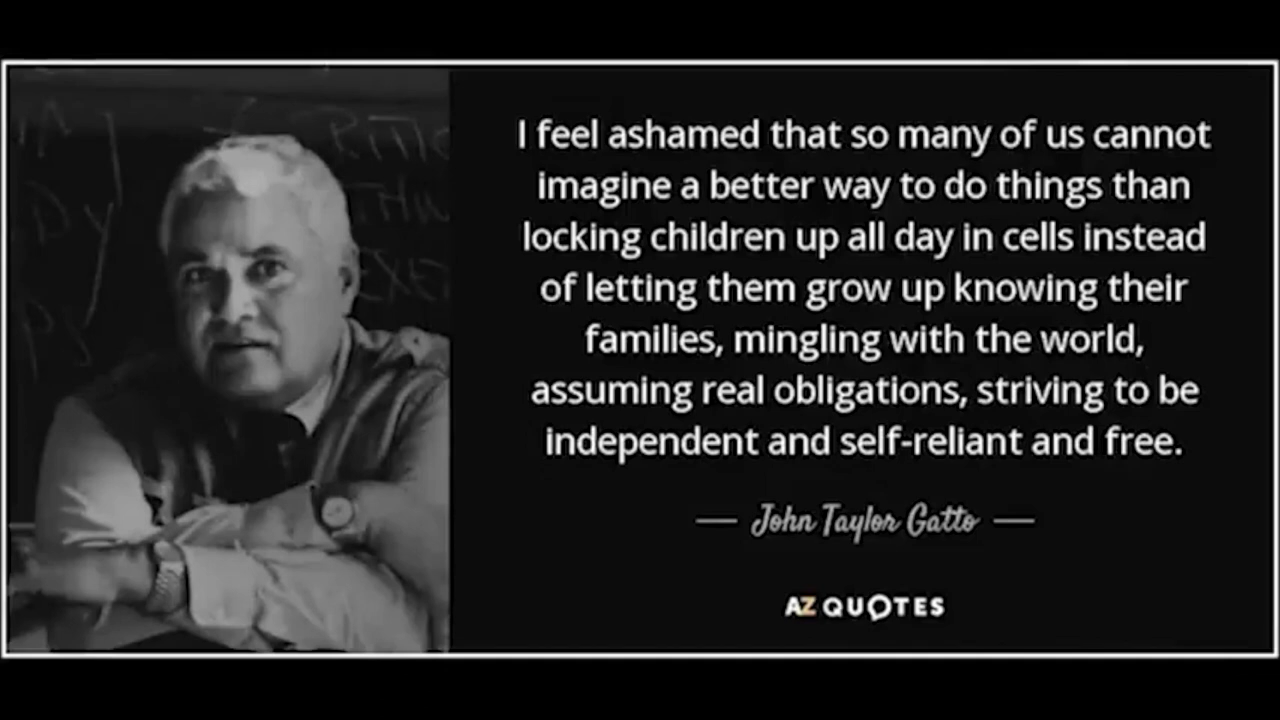 I feel ashamed that so many of us cannot
imagine a better way to do things than
locking children up all day in cells instead
of letting them grow up knowing their
families, mingling with the world,
assuming real obligations, striving to be
independent and self-reliant and free.
— John Taylor Gatto —
AZ QUOTES